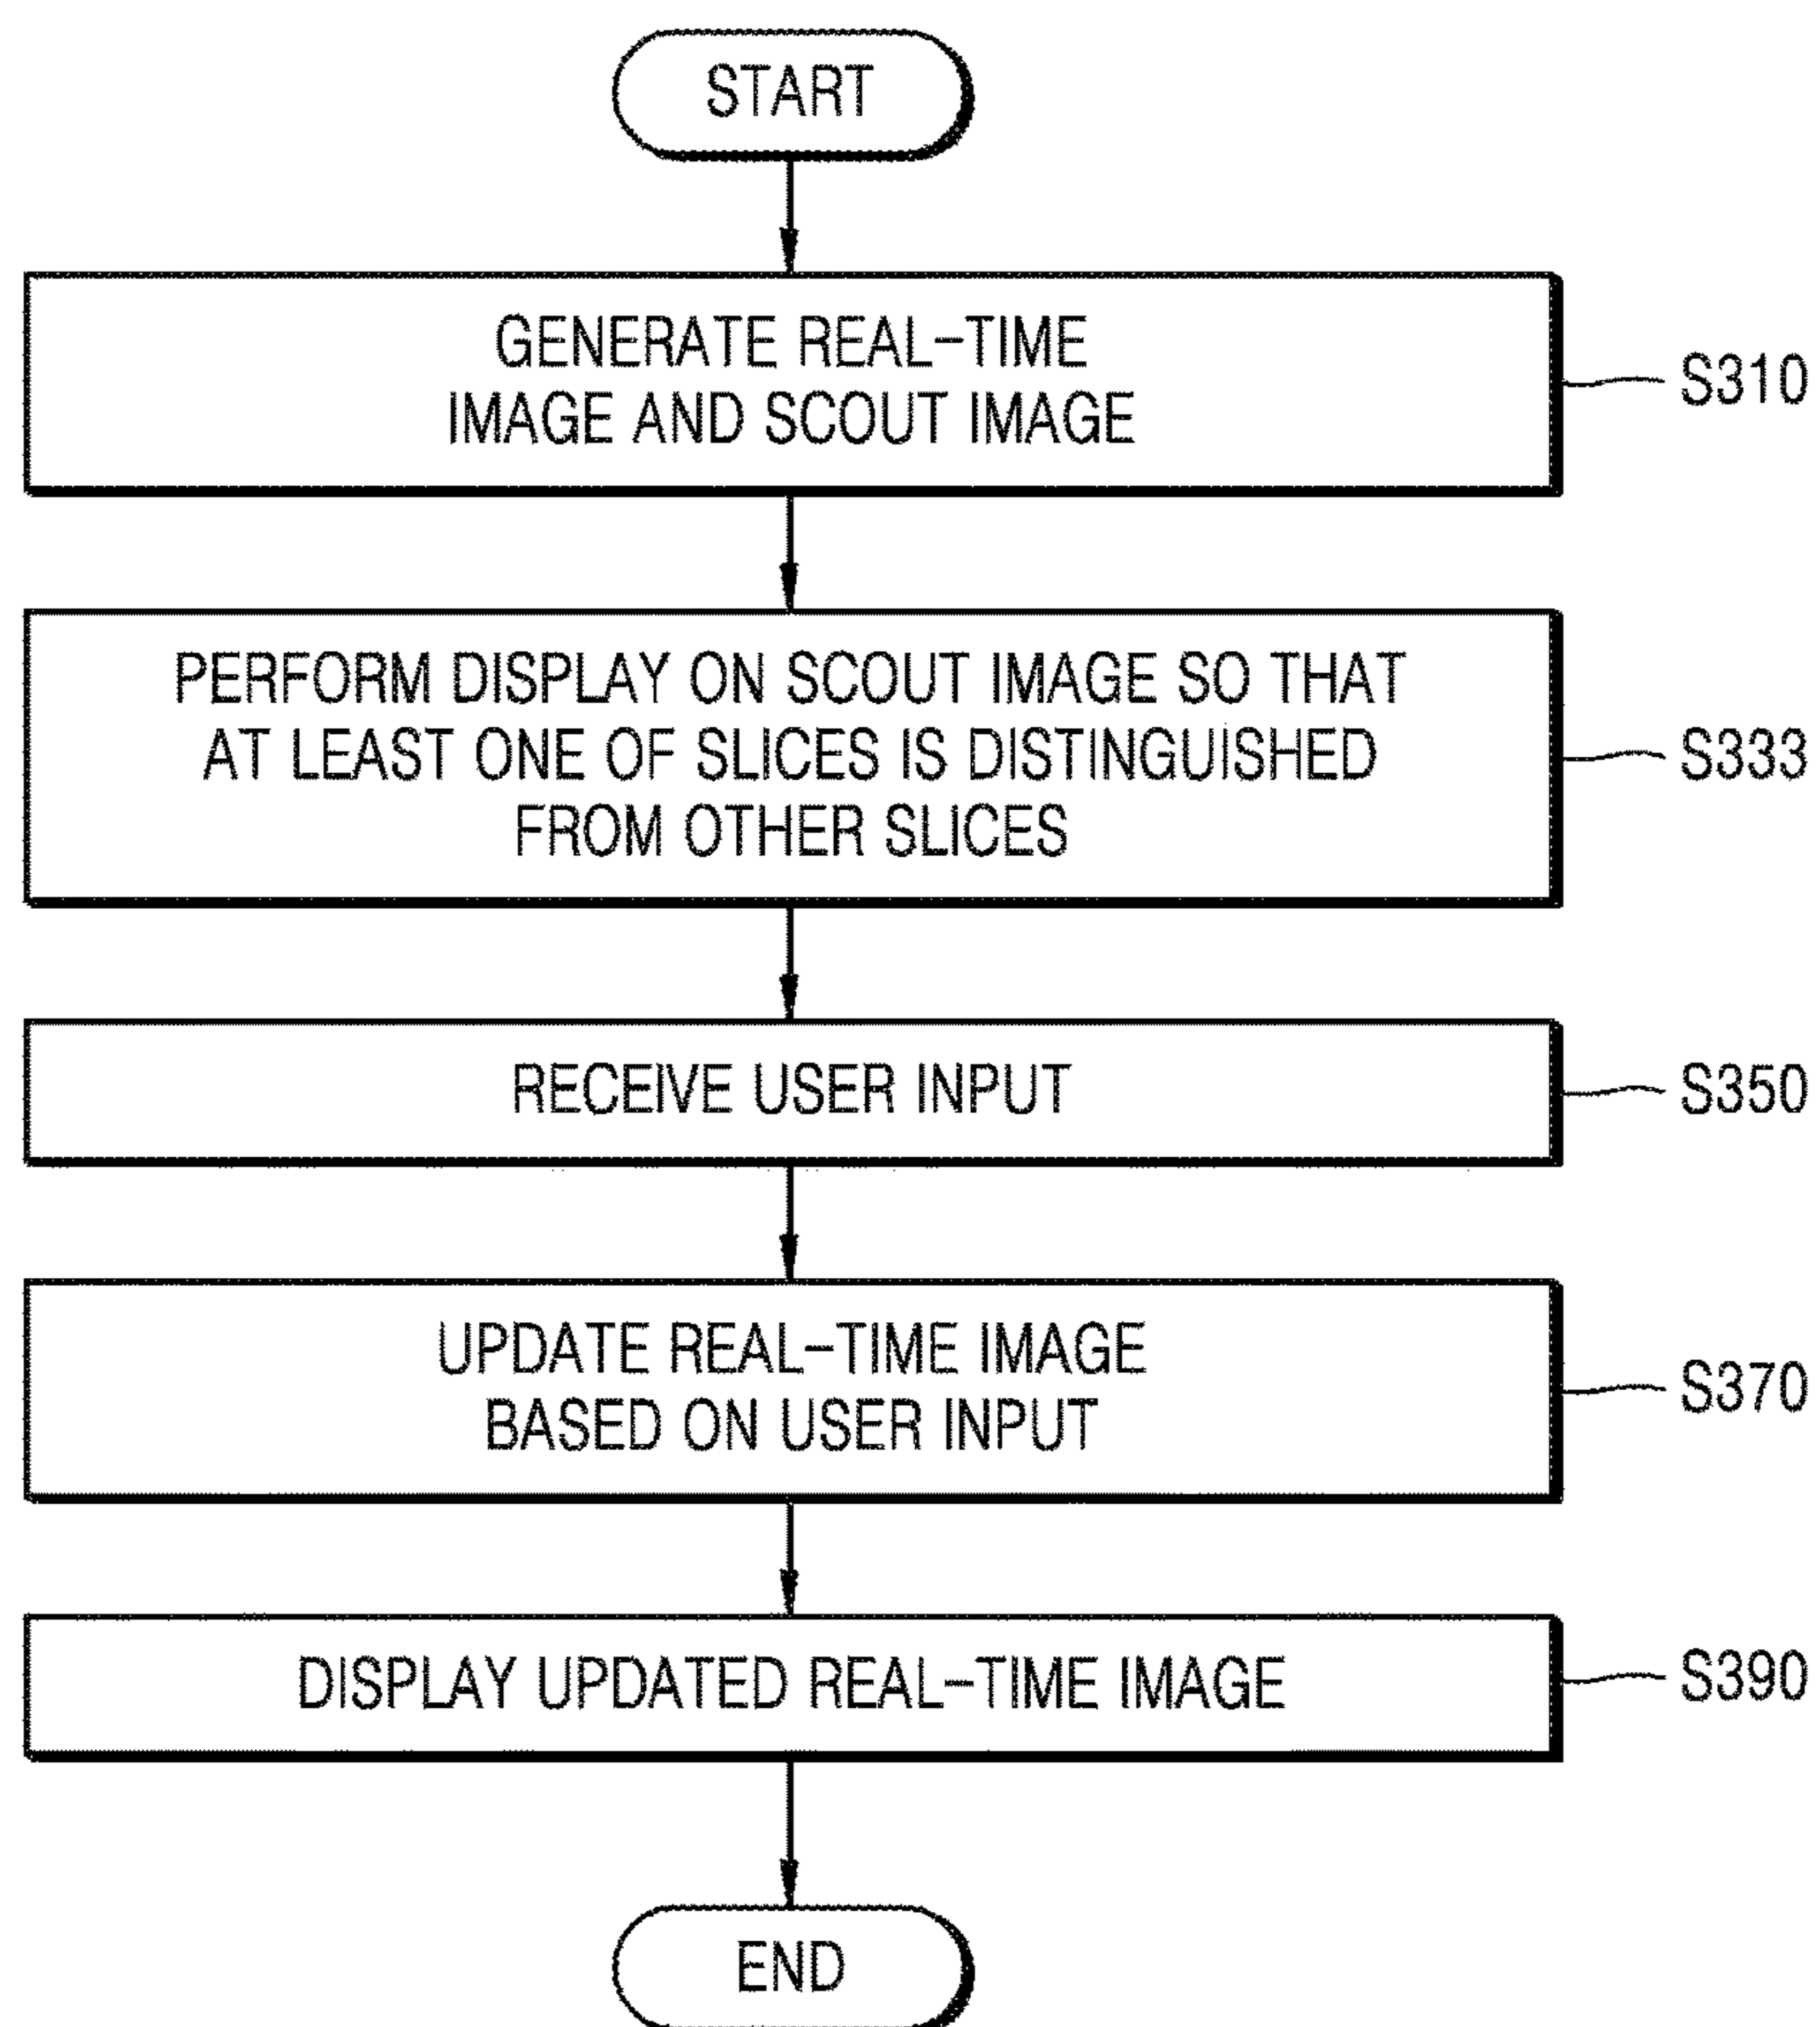 START
GENERATE REAL-TIME
IMAGE AND SCOUT IMAGE
S310
PERFORM DISPLAY ON SCOUT IMAGE SO THAT
AT LEAST ONE OF SLICES IS DISTINGUISHED
FROM OTHER SLICES
S333
RECEIVE USER INPUT
S350
UPDATE REAL-TIME IMAGE
BASED ON USER INPUT
S370
DISPLAY UPDATED REAL-TIME IMAGE
S390
END